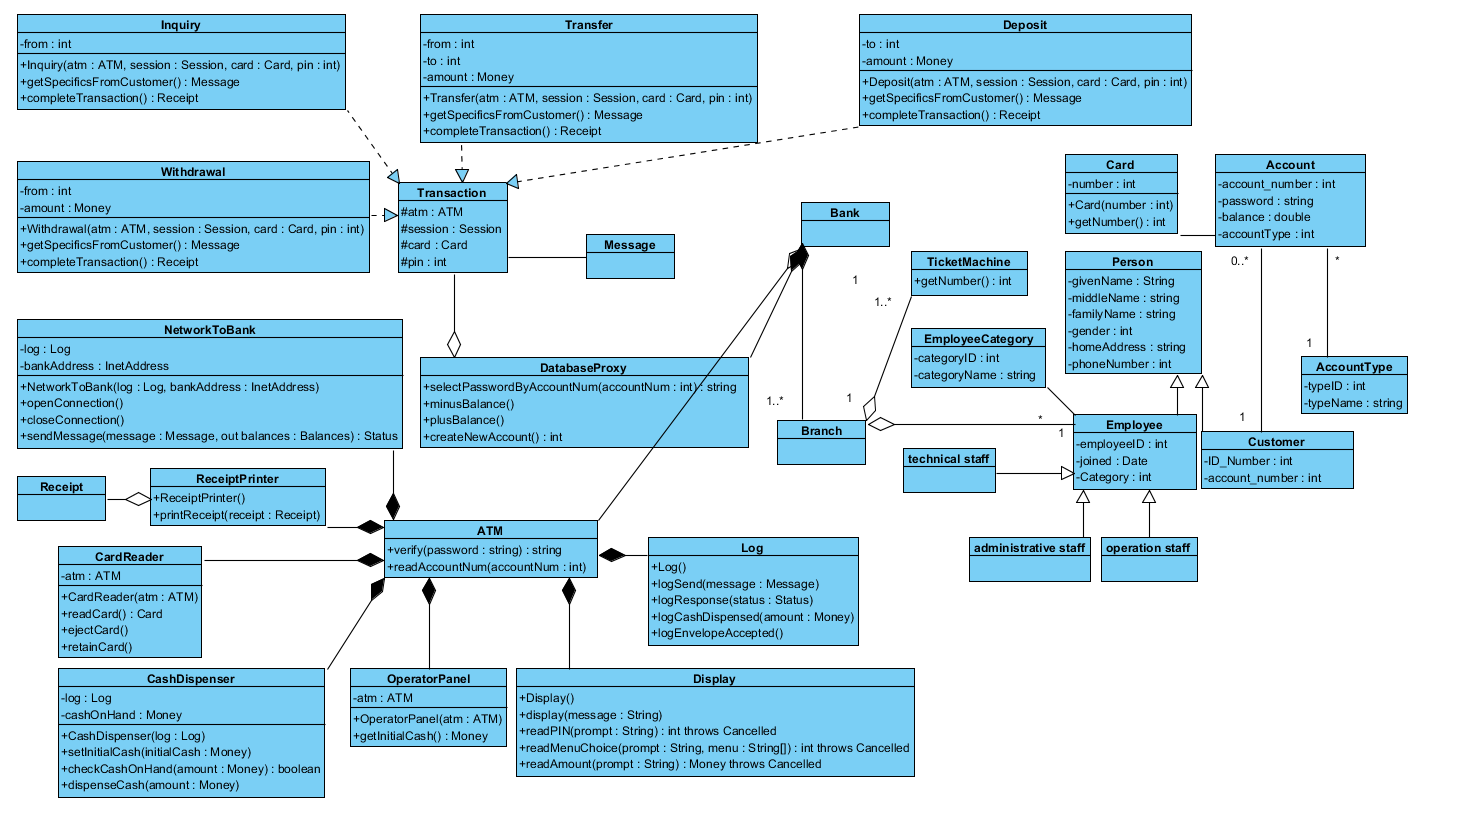 Inquiry
-from : int
+Inquiry(atm : ATM, session : Session, card : Card, pin : int)
+getSpecificsFromCustomer() : Message
+completeTransaction() : Receipt
Transfer
-from : int
-to : int
-amount : Money
+Transfer(atm : ATM, session : Session, card : Card, pin : int)
+getSpecificsFromCustomer() : Message
+completeTransaction() : Receipt
Deposit
-to : int
-amount : Money
+Deposit(atm : ATM, session : Session, card : Card, pin : int)
+getSpecificsFromCustomer() : Message
+completeTransaction() : Receipt
Withdrawal
-from : int
-amount : Money
+Withdrawal(atm : ATM, session : Session, card : Card, pin : int)
+getSpecificsFromCustomer() : Message
+completeTransaction() : Receipt
Transaction
#atm : ATM
#session : Session
#card : Card
#pin : int
Message
Bank
Card
-number : int
+Card(number : int)
+getNumber() : int
Account
-account_number : int
-password : string
-balance : double
-accountType : int
TicketMachine
+getNumber() : int
Person
-givenName : String
-middleName : string
-familyName : string
-gender : int
-homeAddress : string
-phoneNumber : int
0..*
*
1
1..*
NetworkToBank
-log : Log
-bankAddress : InetAddress
+NetworkToBank(log : Log, bankAddress : InetAddress)
+openConnection()
+closeConnection()
+sendMessage(message : Message, out balances : Balances) : Status
DatabaseProxy
+selectPasswordByAccountNum(accountNum : int) : string
+minusBalance()
+plusBalance()
+createNewAccount() : int
EmployeeCategory
-categoryID : int
-categoryName : string
1
AccountType
-typeID : int
-typeName : string
1..*
1
*
1
1
Branch
Employee
-employeeID : int
-joined : Date
-Category : int
Customer
-ID_Number : int
-account_number : int
technical staff
administrative staff
operation staff
Receipt
ReceiptPrinter
+ReceiptPrinter()
+printReceipt(receipt : Receipt)
ATM
+verify(password : string) : string
+readAccountNum(accountNum : int)
CardReader
-atm : ATM
+CardReader(atm : ATM)
+readCard() : Card
+ejectCard()
+retainCard()
Log
+Log()
+logSend(message : Message)
+logResponse(status : Status)
+logCashDispensed(amount : Money)
+logEnvelopeAccepted()
CashDispenser
-log : Log
-cashOnHand : Money
+CashDispenser(log : Log)
+setInitialCash(initialCash : Money)
+checkCashOnHand(amount : Money) : boolean
+dispenseCash(amount : Money)
OperatorPanel
-atm : ATM
+OperatorPanel(atm : ATM)
+getInitialCash() : Money
Display
+Display()
+display(message : String)
+readPIN(prompt : String) : int throws Cancelled
+readMenuChoice(prompt : String, menu : String[]) : int throws Cancelled
+readAmount(prompt : String) : Money throws Cancelled